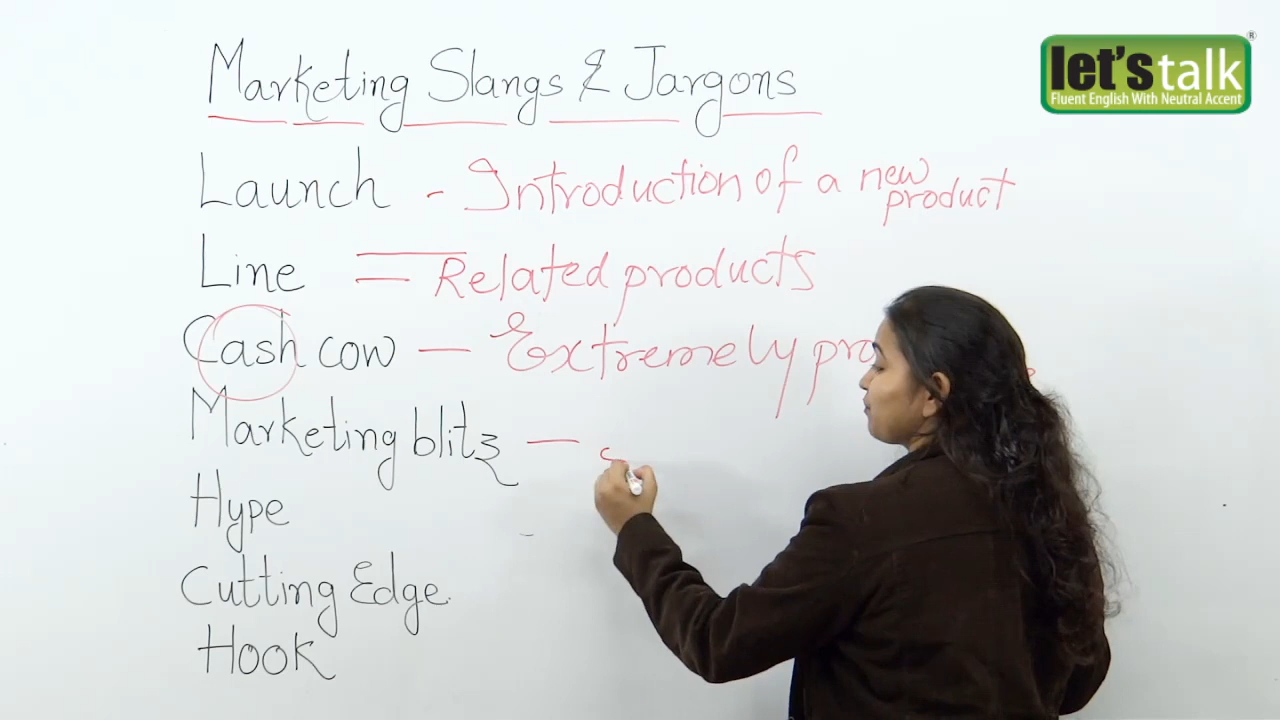 Marketing Slangs & Jargons
let's talk ®
Fluent English With Neutral Accent
Launch - Introduction of a new product
Line = Related products
Cash cow — Extremely
Marketing blitz —
Hype
Cutting Edge
Hook